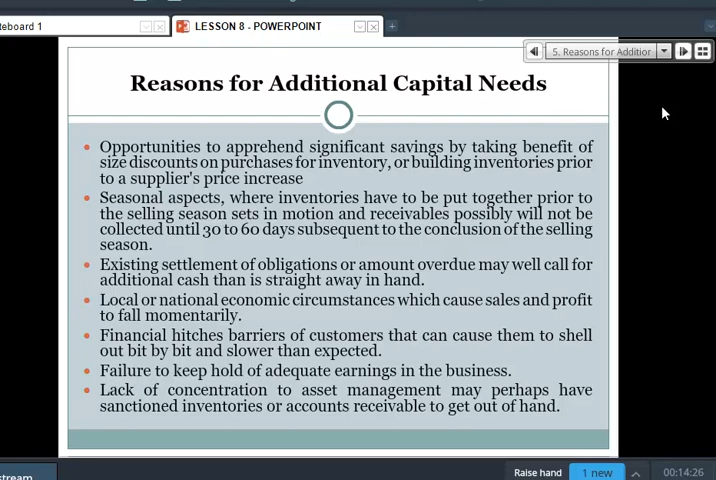 teboard 1
LESSON 8 - POWERPOINT
5. Reasons for Addition
Reasons for Additional Capital Needs
• Opportunities to apprehend significant savings by taking benefit of
size discounts on purchases for inventory, or building inventories prior
to a supplier's price increase
• Seasonal aspects, where inventories have to be put together prior to
the selling season sets in motion and receivables possibly will not be
collected until 30 to 60 days subsequent to the conclusion of the selling
season.
• Existing settlement of obligations or amount overdue may well call for
additional cash than is straight away in hand.
• Local or national economic circumstances which cause sales and profit
to fall momentarily.
• Financial hitches barriers of customers that can cause them to shell
out bit by bit and slower than expected.
• Failure to keep hold of adequate earnings in the business.
• Lack of concentration to asset management may perhaps have
sanctioned inventories or accounts receivable to get out of hand.
stream
Raise hand
1 new
00:14:26